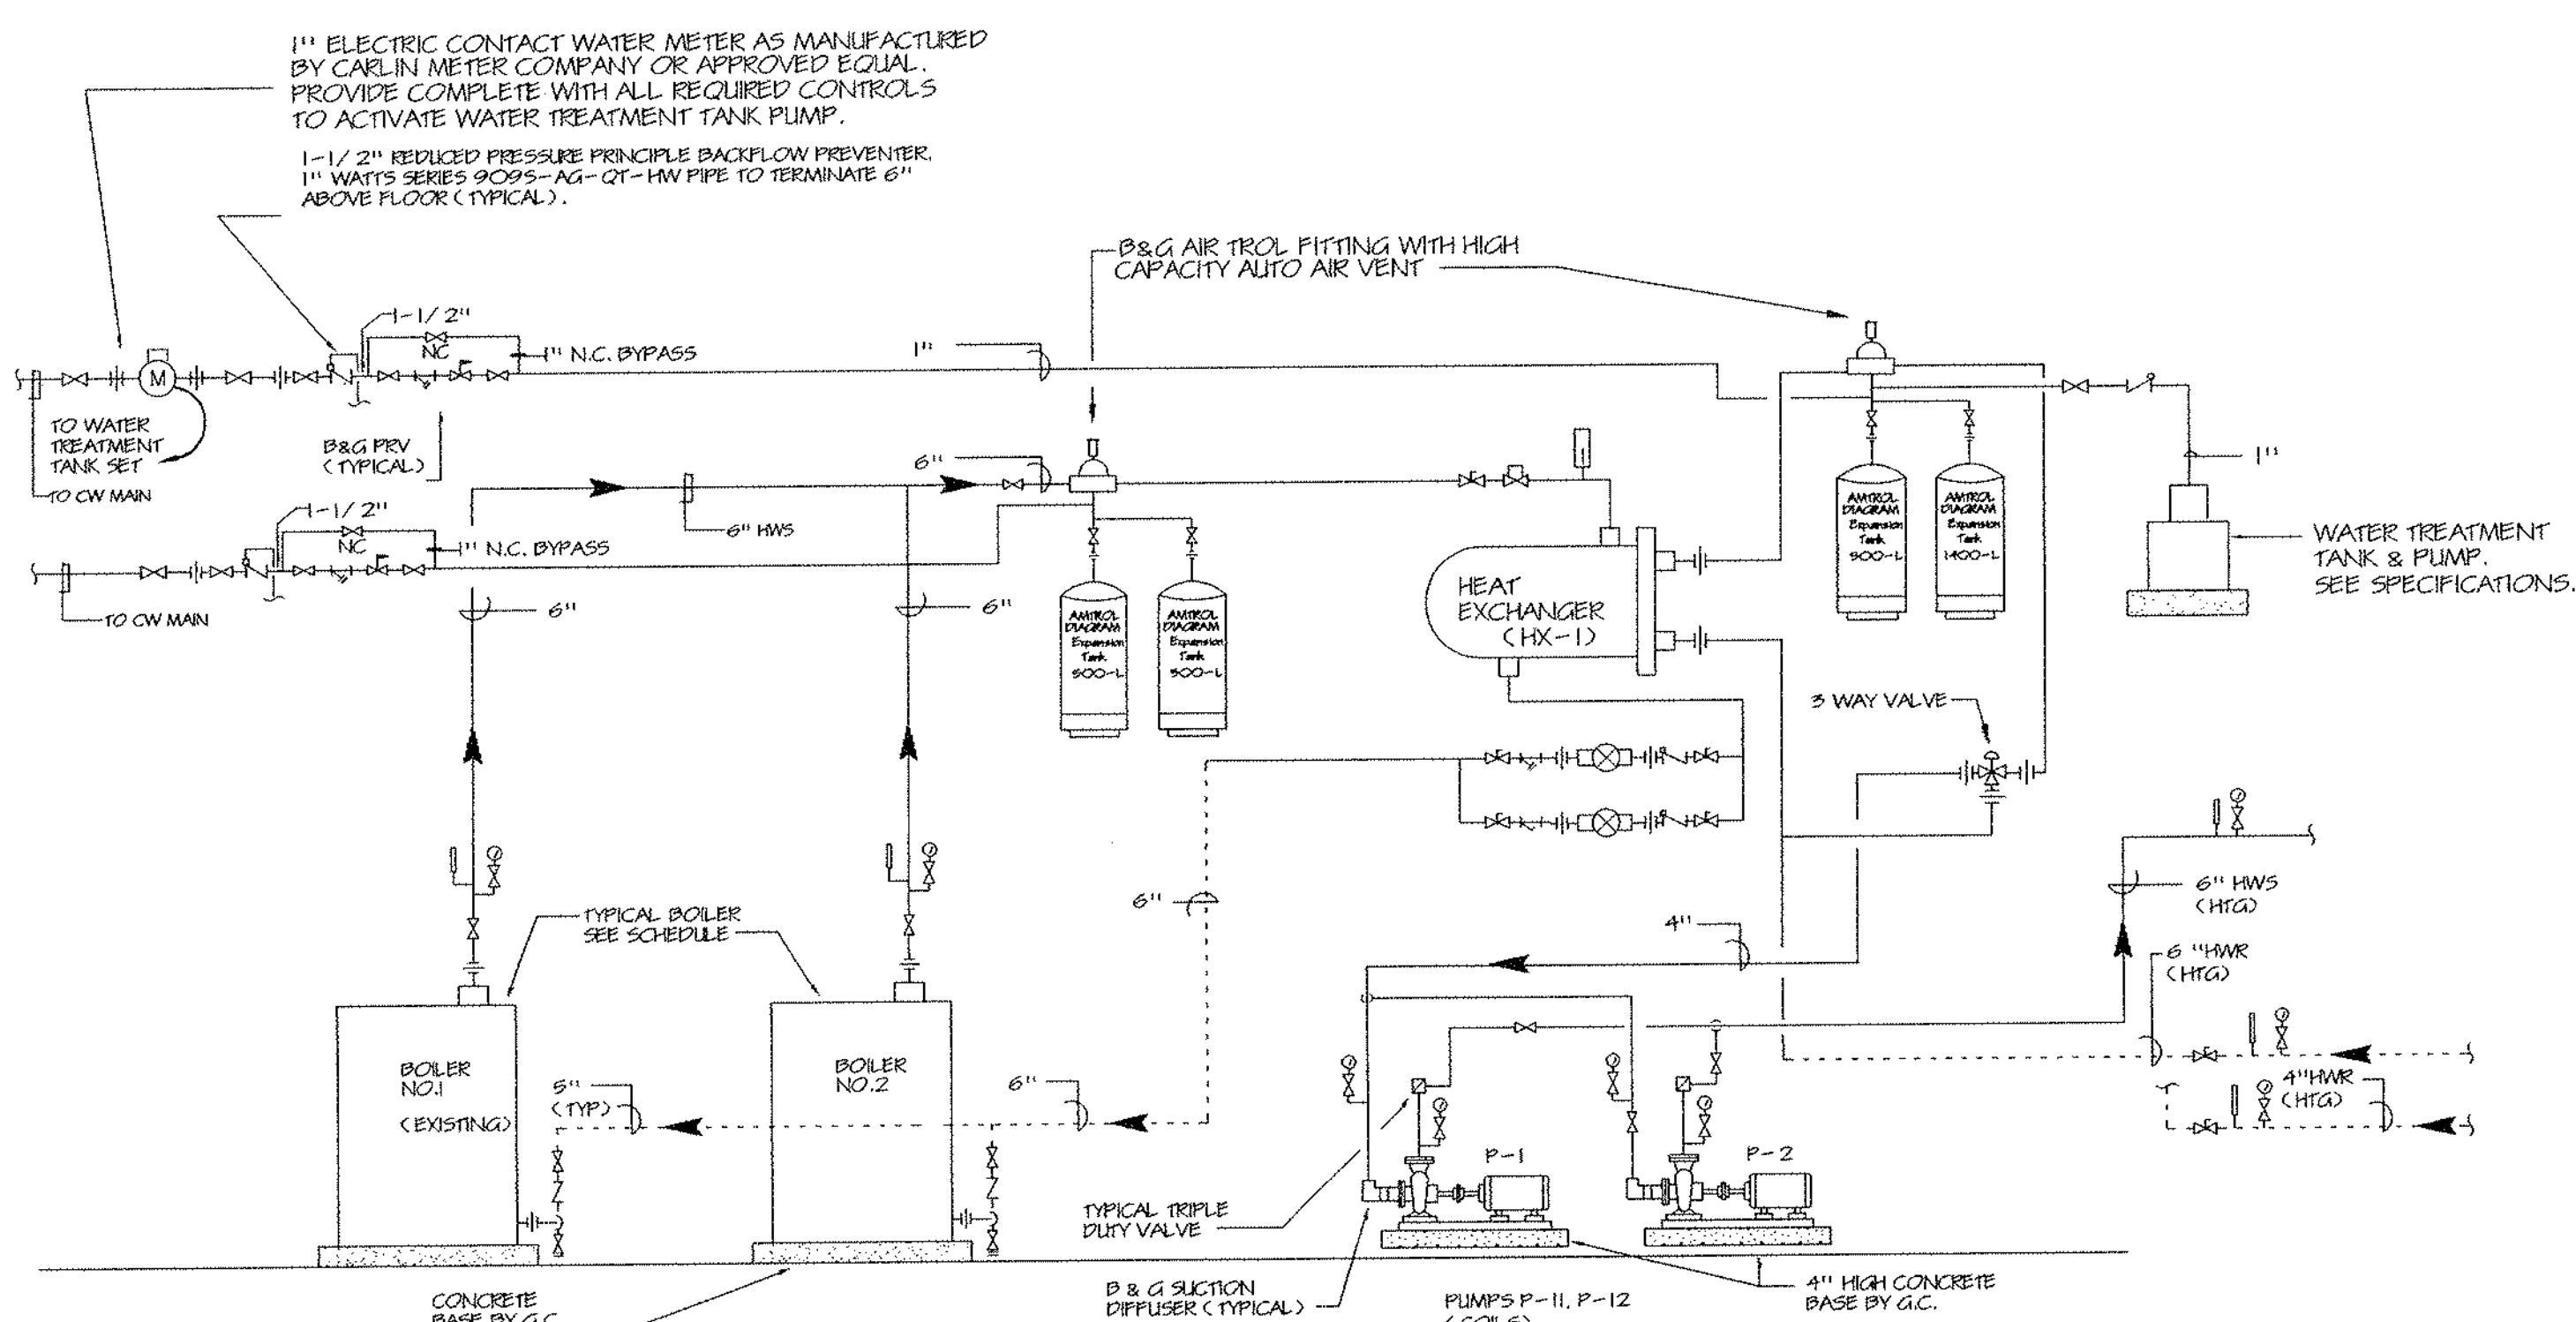 1" ELECTRIC CONTACT WATER METER AS MANUFACTURED
BY CARLIN METER COMPANY OR APPROVED EQUAL.
PROVIDE COMPLETE WITH ALL REQUIRED CONTROLS
TO ACTIVATE WATER TREATMENT TANK PUMP.
1-1/2" REDUCED PRESSURE PRINCIPLE BACKFLOW PREVENTER.
1" WATTS SERIES 909S-AG-QT-HW PIPE TO TERMINATE 6"
ABOVE FLOOR (TYPICAL).
B&G AIR TROL FITTING WITH HIGH
CAPACITY AUTO AIR VENT
1-1/2"
NC
1" N.C. BYPASS
1"
M
TO WATER
TREATMENT
TANK SET
TO CW MAIN
B&G PRV
(TYPICAL)
6"
1"
AMTROL
DIAGRAM
Expansion
Tank
500-L
AMTROL
DIAGRAM
Expansion
Tank
1400-L
WATER TREATMENT
TANK & PUMP.
SEE SPECIFICATIONS.
1-1/2"
NC
1" N.C. BYPASS
6" HWS
TO CW MAIN
6"
6"
AMTROL
DIAGRAM
Expansion
Tank
500-L
AMTROL
DIAGRAM
Expansion
Tank
500-L
HEAT
EXCHANGER
(HX-1)
3 WAY VALVE
TYPICAL BOILER
SEE SCHEDULE
6"
4"
6" HWS
(HTG)
6 "HWR
(HTG)
4"HWR
(HTG)
BOILER
NO.1
(EXISTING)
5"
(TYP)
BOILER
NO.2
6"
P-1
P-2
TYPICAL TRIPLE
DUTY VALVE
B & G SUCTION
DIFFUSER (TYPICAL)
PUMPS P-11, P-12
(COILS)
4" HIGH CONCRETE
BASE BY G.C.
CONCRETE
BASE BY G.C.